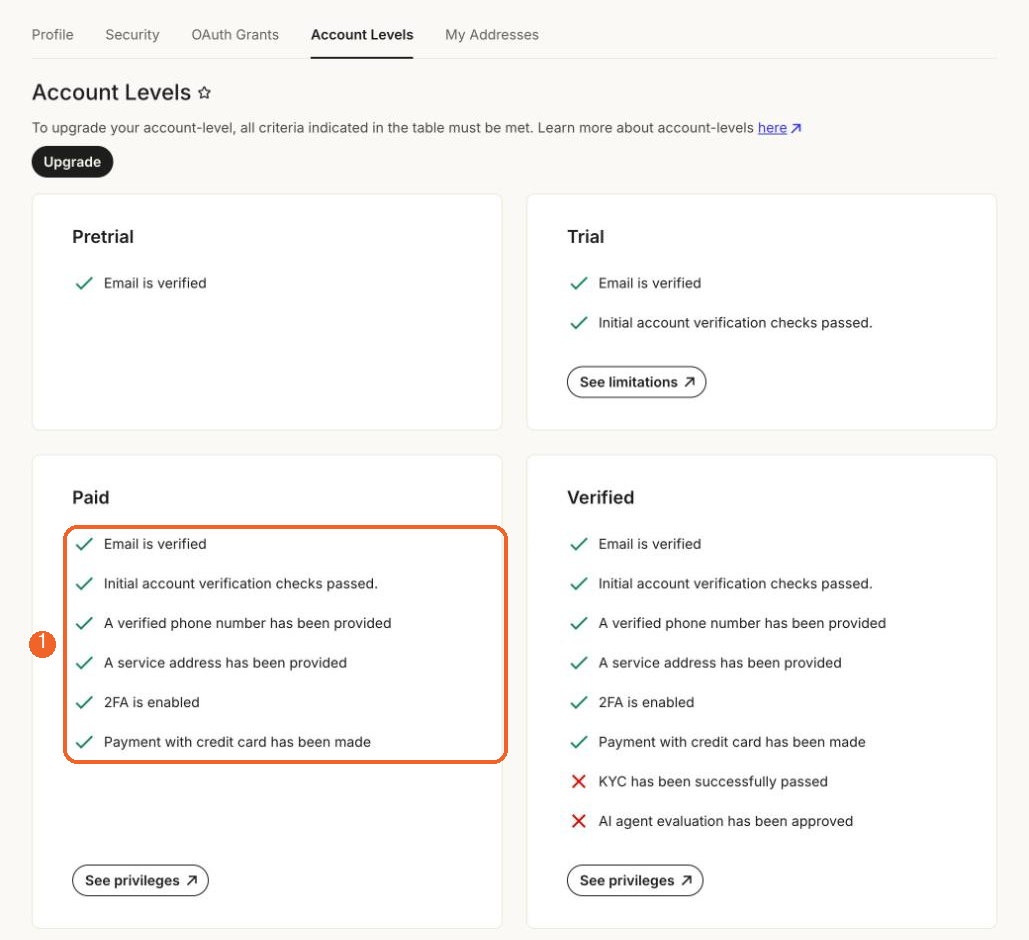 Profile Security OAuth Grants Account Levels My Addresses
Account Levels
To upgrade your account-level, all criteria indicated in the table must be met. Learn more about account-levels here
Upgrade
Pretrial
Email is verified
Trial
Email is verified
Initial account verification checks passed.
See limitations
Paid
1
Email is verified
Initial account verification checks passed.
A verified phone number has been provided
A service address has been provided
2FA is enabled
Payment with credit card has been made
See privileges
Verified
Email is verified
Initial account verification checks passed.
A verified phone number has been provided
A service address has been provided
2FA is enabled
Payment with credit card has been made
KYC has been successfully passed
AI agent evaluation has been approved
See privileges